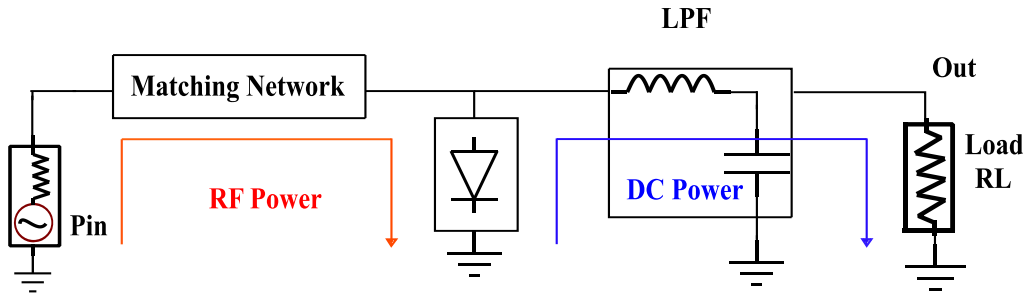 LPF
Matching Network
Out
Load
RL
RF Power
DC Power
Pin